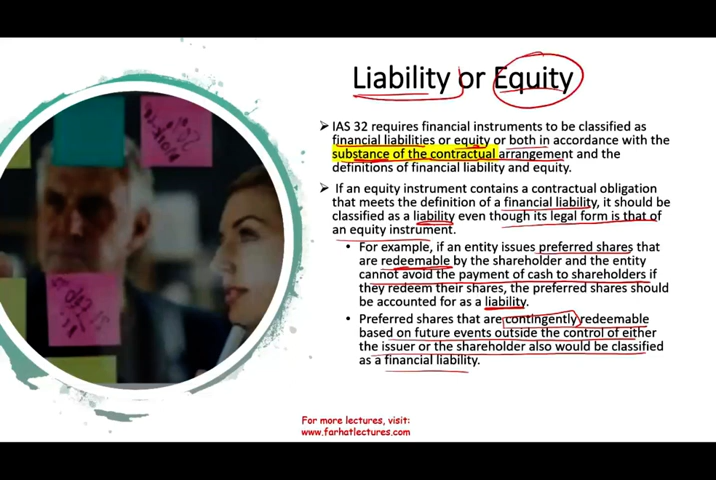 Liability or Equity
➢ IAS 32 requires financial instruments to be classified as
financial liabilities or equity or both in accordance with the
substance of the contractual arrangement and the
definitions of financial liability and equity.
➢ If an equity instrument contains a contractual obligation
that meets the definition of a financial liability, it should be
classified as a liability even though its legal form is that of
an equity instrument.
• For example, if an entity issues preferred shares that
are redeemable by the shareholder and the entity
cannot avoid the payment of cash to shareholders if
they redeem their shares, the preferred shares should
be accounted for as a liability.
• Preferred shares that are contingently redeemable
based on future events outside the control of either
the issuer or the shareholder also would be classified
as a financial liability.
For more lectures, visit:
www.farhatlectures.com